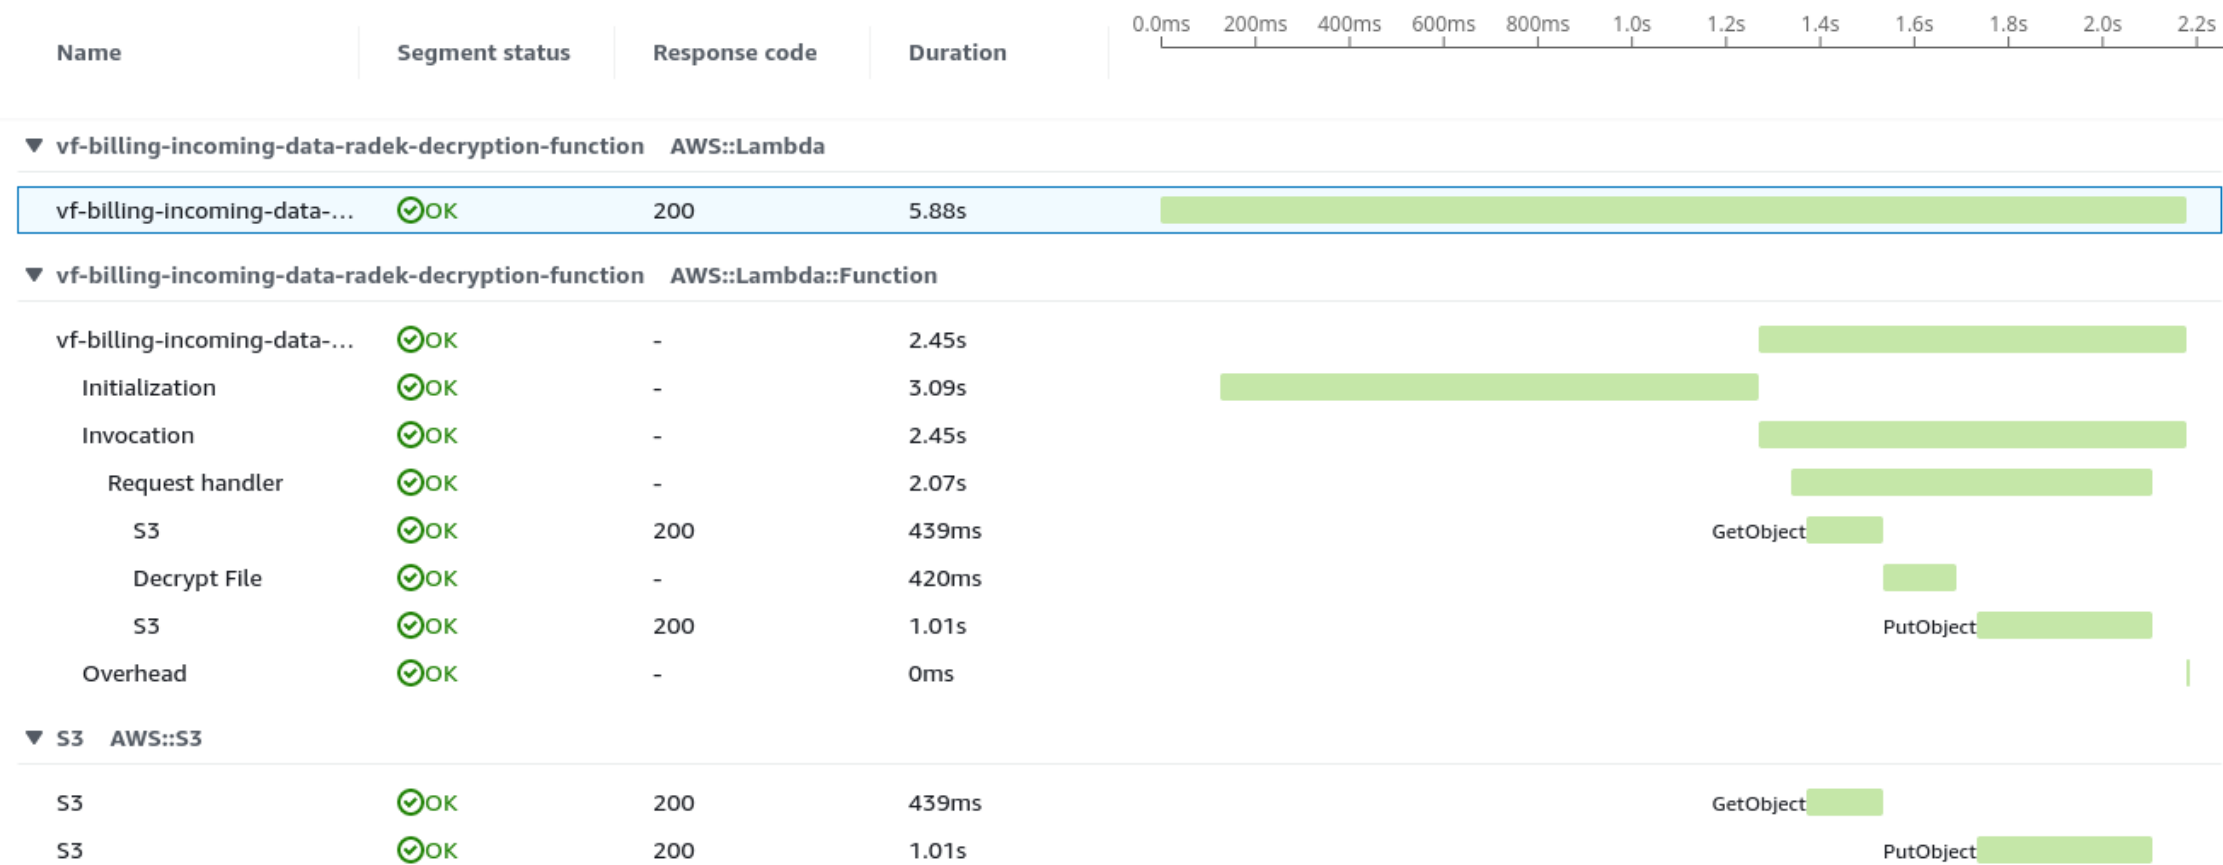 0.0ms 200ms 400ms 600ms 800ms 1.0s 1.2s 1.4s 1.6s 1.8s 2.0s 2.2s
Name Segment status Response code Duration
vf-billing-incoming-data-radek-decryption-function AWS::Lambda
vf-billing-incoming-data-... OK 200 5.88s
vf-billing-incoming-data-radek-decryption-function AWS::Lambda::Function
vf-billing-incoming-data-... OK - 2.45s
Initialization OK - 3.09s
Invocation OK - 2.45s
Request handler OK - 2.07s
S3 OK 200 439ms GetObject
Decrypt File OK - 420ms
S3 OK 200 1.01s PutObject
Overhead OK - 0ms
S3 AWS::S3
S3 OK 200 439ms GetObject
S3 OK 200 1.01s PutObject